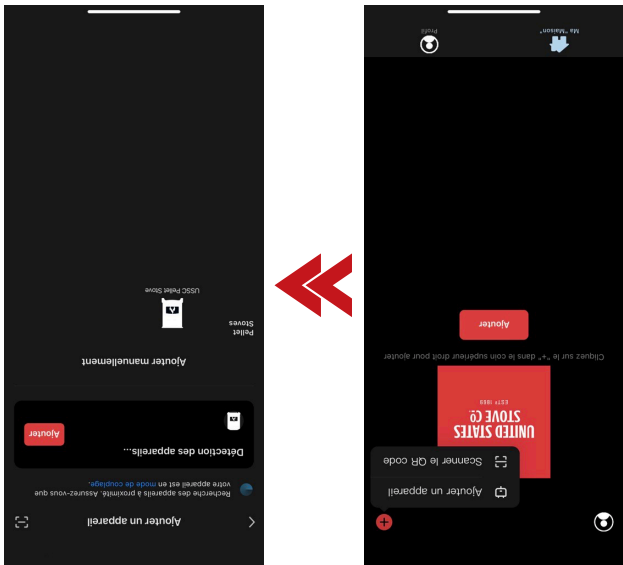 Ajouter un appareil
Scanner le QR code
UNITED STATES
STOVE CO.
ESTD 1869
Cliquez sur le "+" dans le coin supérieur droit pour ajouter
Ajouter
Ma "Maison"
Profil
Ajouter un appareil
Recherche des appareils à proximité. Assurez-vous que
votre appareil est en mode de couplage.
Détection des appareils...
Ajouter
Ajouter manuellement
Pellet
Stoves
USSC Pellet Stove